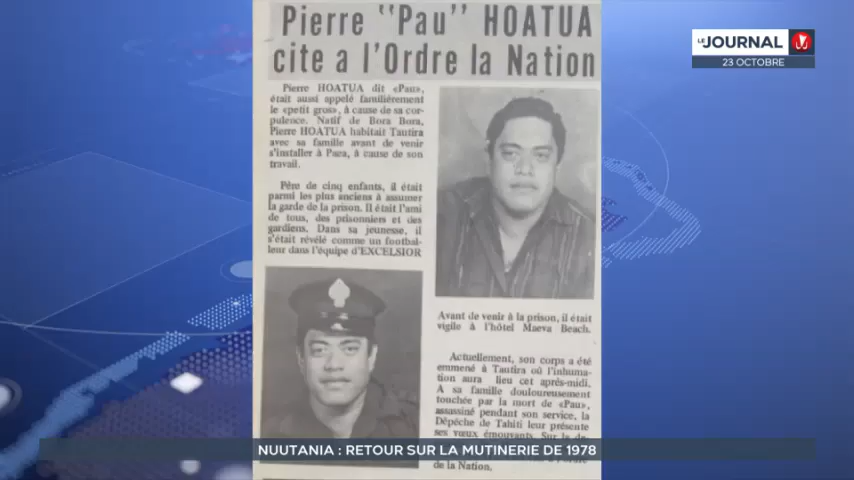 Pierre "Pau" HOATUA
cite a l'Ordre la Nation
LE JOURNAL
23 OCTOBRE
Pierre HOATUA dit «Pau»,
était aussi appelé familièrement
le «petit gros», à cause de sa cor-
pulence. Natif de Bora Bora,
Pierre HOATUA habitait Tautira
avec sa famille avant de venir
s'installer à Paea, à cause de son
travail.
Père de cinq enfants, il était
parmi les plus anciens à assumer
la garde de la prison. Il était l'ami
de tous, des prisonniers et des
gardiens. Dans sa jeunesse, il
s'était révélé comme un footbal-
leur dans l'équipe d'EXCELSIOR
Avant de venir à la prison, il était
vigile à l'hôtel Maeva Beach.
Actuellement, son corps a été
emmené à Tautira où l'inhuma-
tion aura lieu cet après-midi.
A sa famille douloureusement
touchée par la mort de «Pau»,
assassiné pendant son service, la
Dépêche de Tahiti leur présente
ses vœux émouvants. Sur la
de la Nation.
NUUTANIA : RETOUR SUR LA MUTINERIE DE 1978